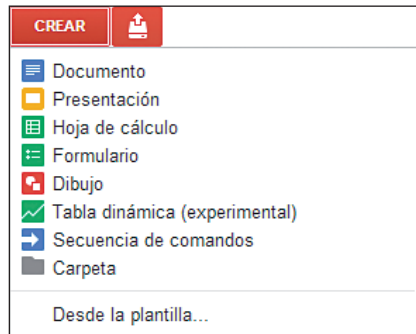 CREAR
Documento
Presentación
Hoja de cálculo
Formulario
Dibujo
Tabla dinámica (experimental)
Secuencia de comandos
Carpeta
Desde la plantilla...